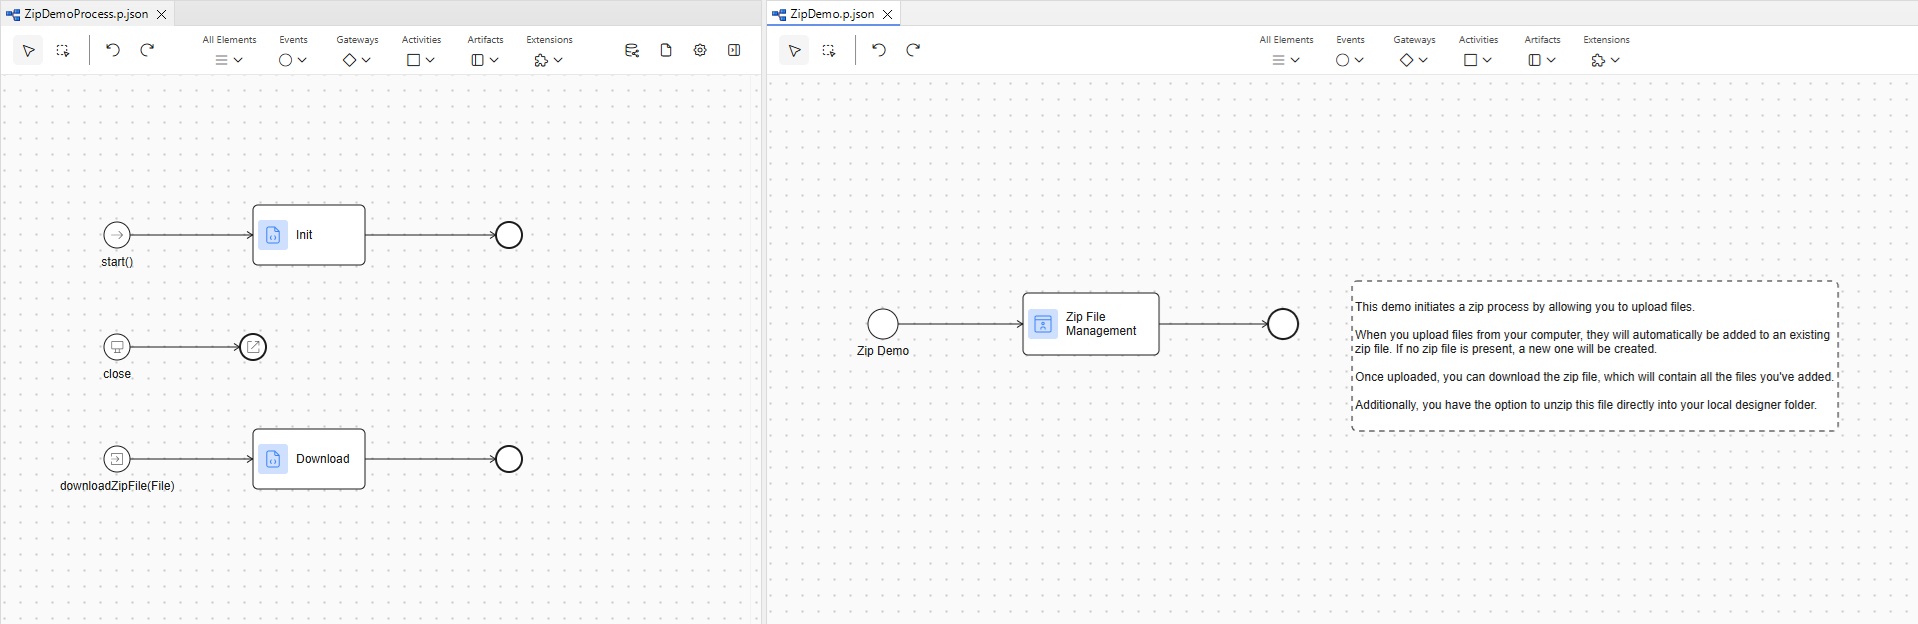 ZipDemoProcess.p.json
All Elements
Events
Gateways
Activities
Artifacts
Extensions
Init
start()
close
Download
downloadZipFile(File)
ZipDemo.p.json
All Elements
Events
Gateways
Activities
Artifacts
Extensions
Zip File
Management
Zip Demo
This demo initiates a zip process by allowing you to upload files.
When you upload files from your computer, they will automatically be added to an existing
zip file. If no zip file is present, a new one will be created.
Once uploaded, you can download the zip file, which will contain all the files you've added.
Additionally, you have the option to unzip this file directly into your local designer folder.